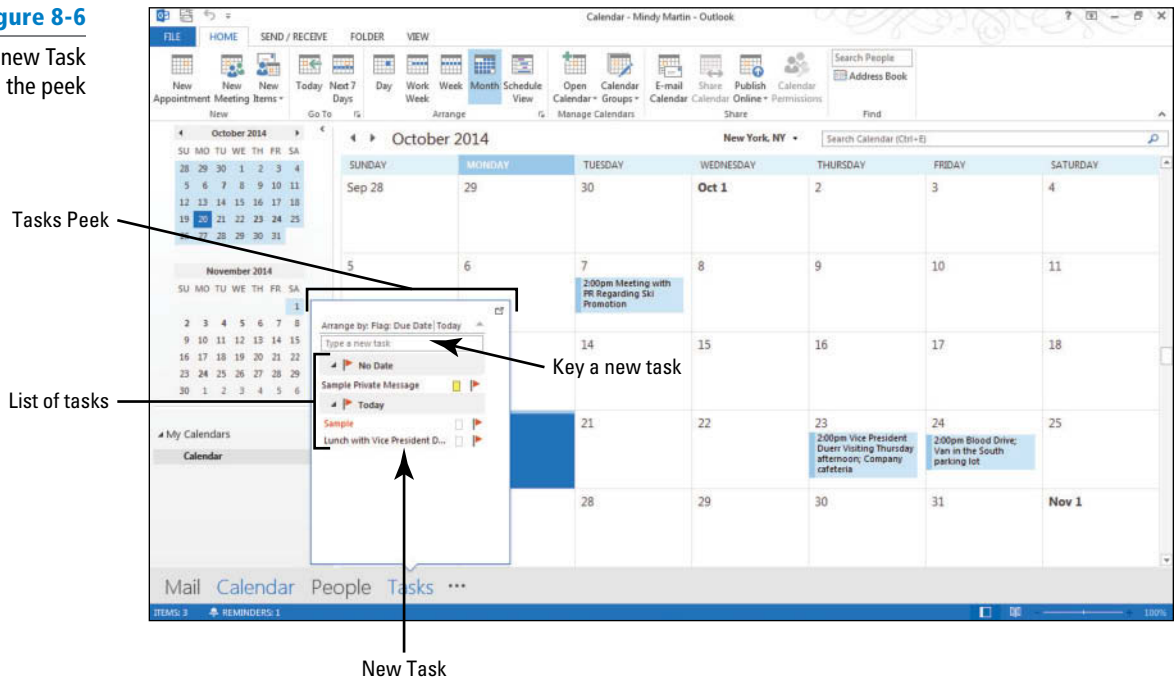 gure 8-6
new Task
the peek
Calendar - Mindy Martin - Outlook
FILE HOME SEND / RECEIVE FOLDER VIEW
New Appointment
New Meeting
New Items
Today
Next 7 Days
Day
Work Week
Week
Month
Schedule View
Open Calendar
Calendar Groups
E-mail Calendar
Share Calendar
Publish Online
Calendar Permissions
Search People
Address Book
New
Go To
Arrange
Manage Calendars
Share
Find
October 2014
SU MO TU WE TH FR SA
28 29 30 1 2 3 4
5 6 7 8 9 10 11
12 13 14 15 16 17 18
19 20 21 22 23 24 25
26 27 28 29 30 31
November 2014
SU MO TU WE TH FR SA
1
2 3 4 5 6 7 8
9 10 11 12 13 14 15
16 17 18 19 20 21 22
23 24 25 26 27 28 29
30 1 2 3 4 5 6
My Calendars
Calendar
October 2014
New York, NY
Search Calendar (Ctrl+E)
SUNDAY MONDAY TUESDAY WEDNESDAY THURSDAY FRIDAY SATURDAY
Sep 28 29 30 Oct 1 2 3 4
5 6 7 8 9 10 11
2:00pm Meeting with
PR Regarding Ski
Promotion
14 15 16 17 18
21 22 23 24 25
2:00pm Vice President
Duerr Visiting Thursday
afternoon; Company
cafeteria
2:00pm Blood Drive;
Van in the South
parking lot
28 29 30 31 Nov 1
Tasks Peek
Arrange by: Flag: Due Date Today
Type a new task
No Date
Sample Private Message
Today
Sample
Lunch with Vice President D...
Key a new task
List of tasks
Mail Calendar People Tasks ...
ITEMS: 3 REMINDERS: 1
100%
New Task